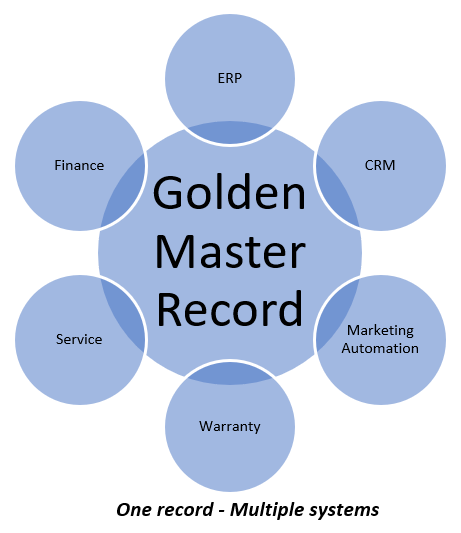 ERP
Finance
CRM
Golden
Master
Record
Service
Marketing
Automation
Warranty
One record - Multiple systems